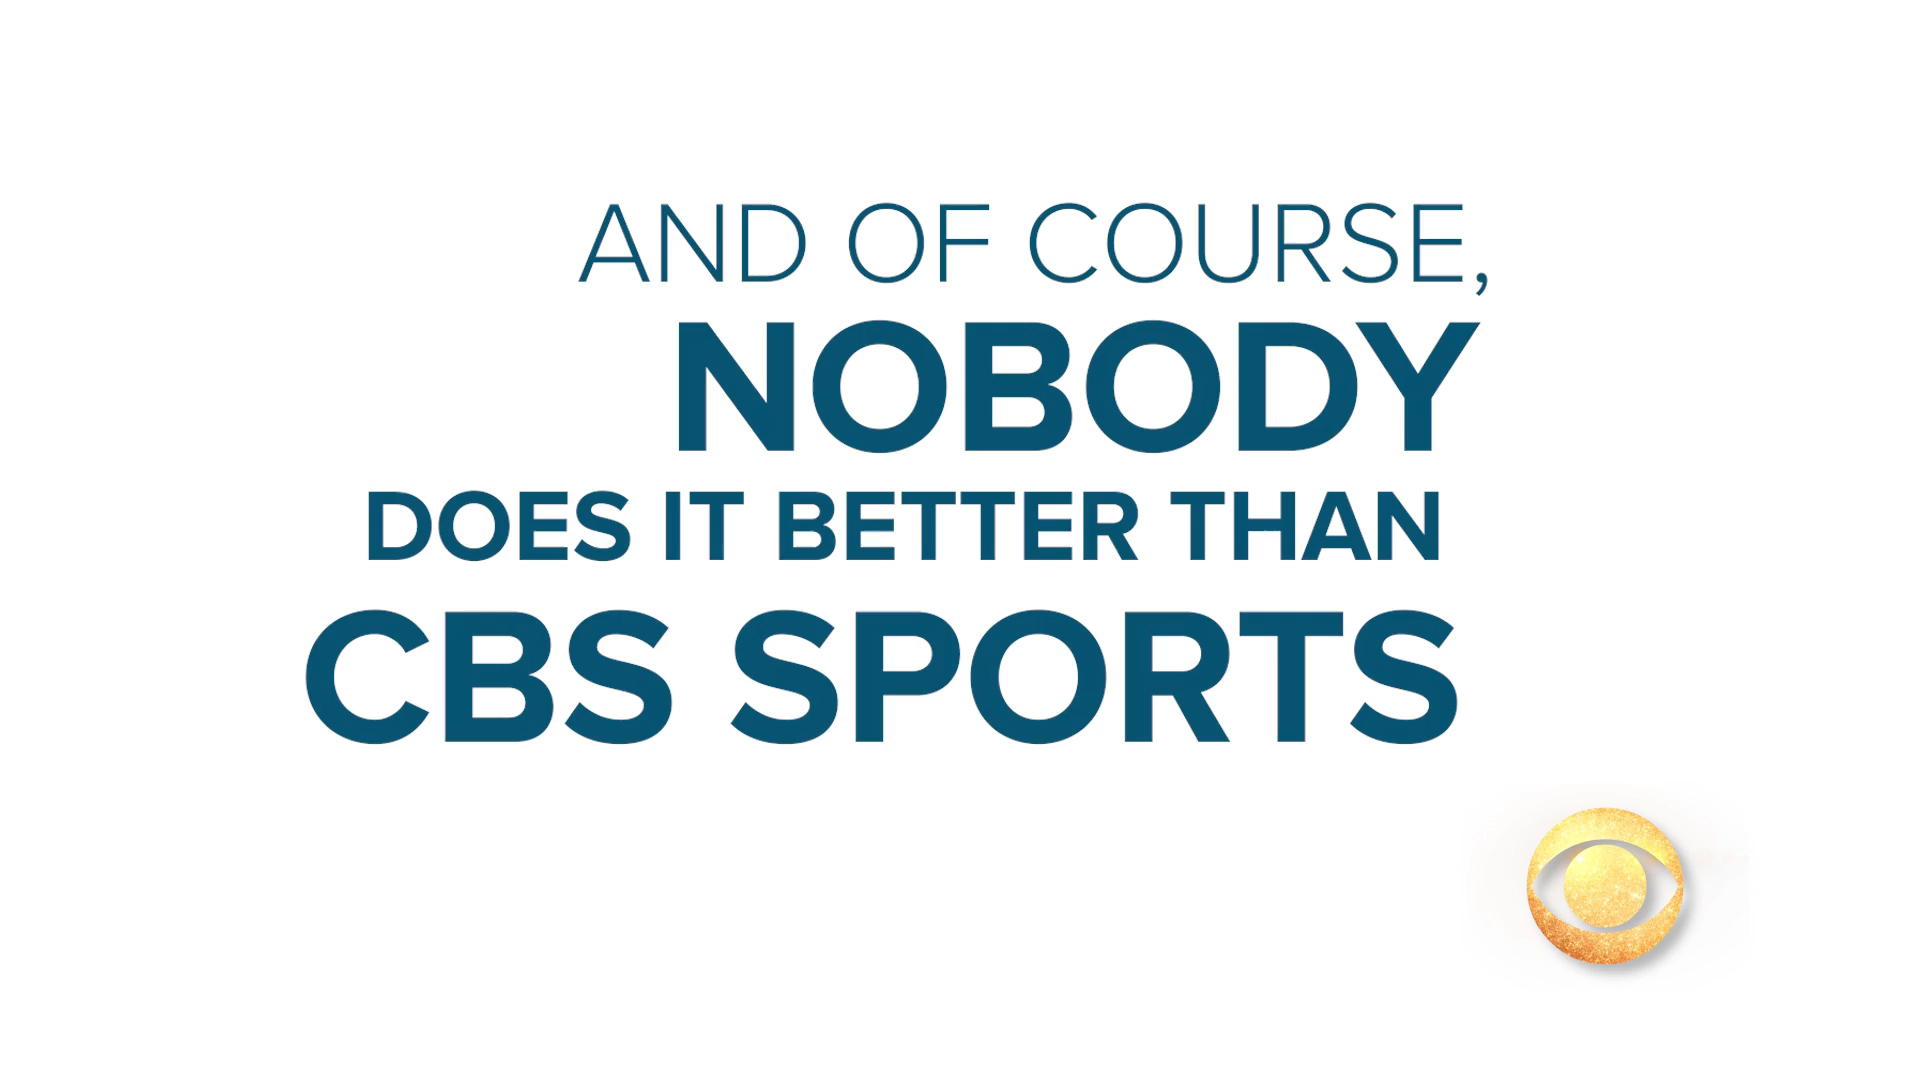 AND OF COURSE,
NOBODY
DOES IT BETTER THAN
CBS SPORTS